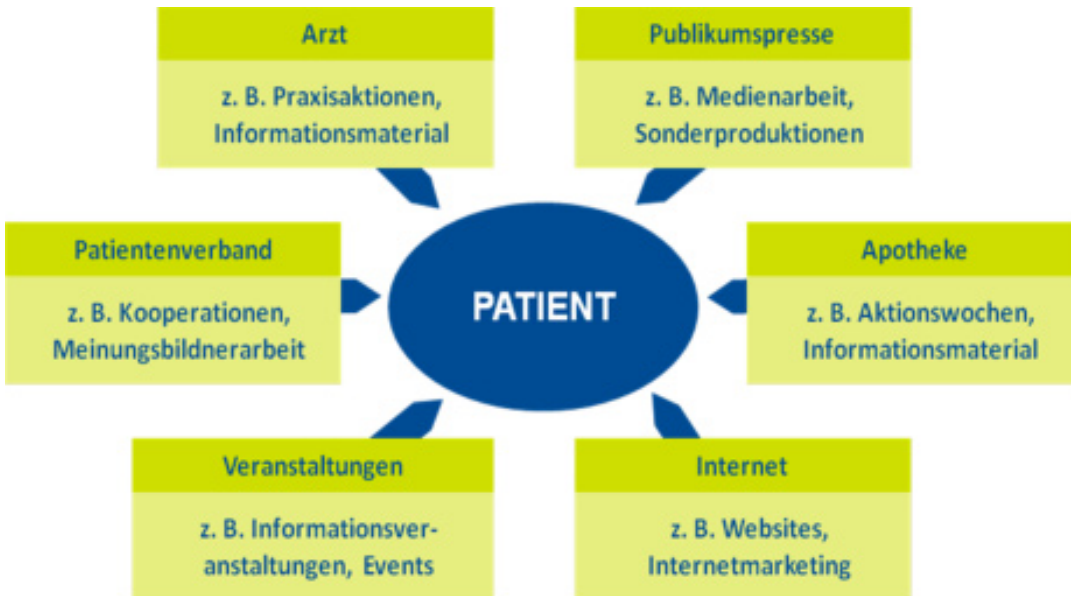 Arzt
z. B. Praxisaktionen,
Informationsmaterial
Publikumspresse
z. B. Medienarbeit,
Sonderproduktionen
Patientenverband
z. B. Kooperationen,
Meinungsbildnerarbeit
PATIENT
Apotheke
z. B. Aktionswochen,
Informationsmaterial
Veranstaltungen
z. B. Informationsver-
anstaltungen, Events
Internet
z. B. Websites,
Internetmarketing